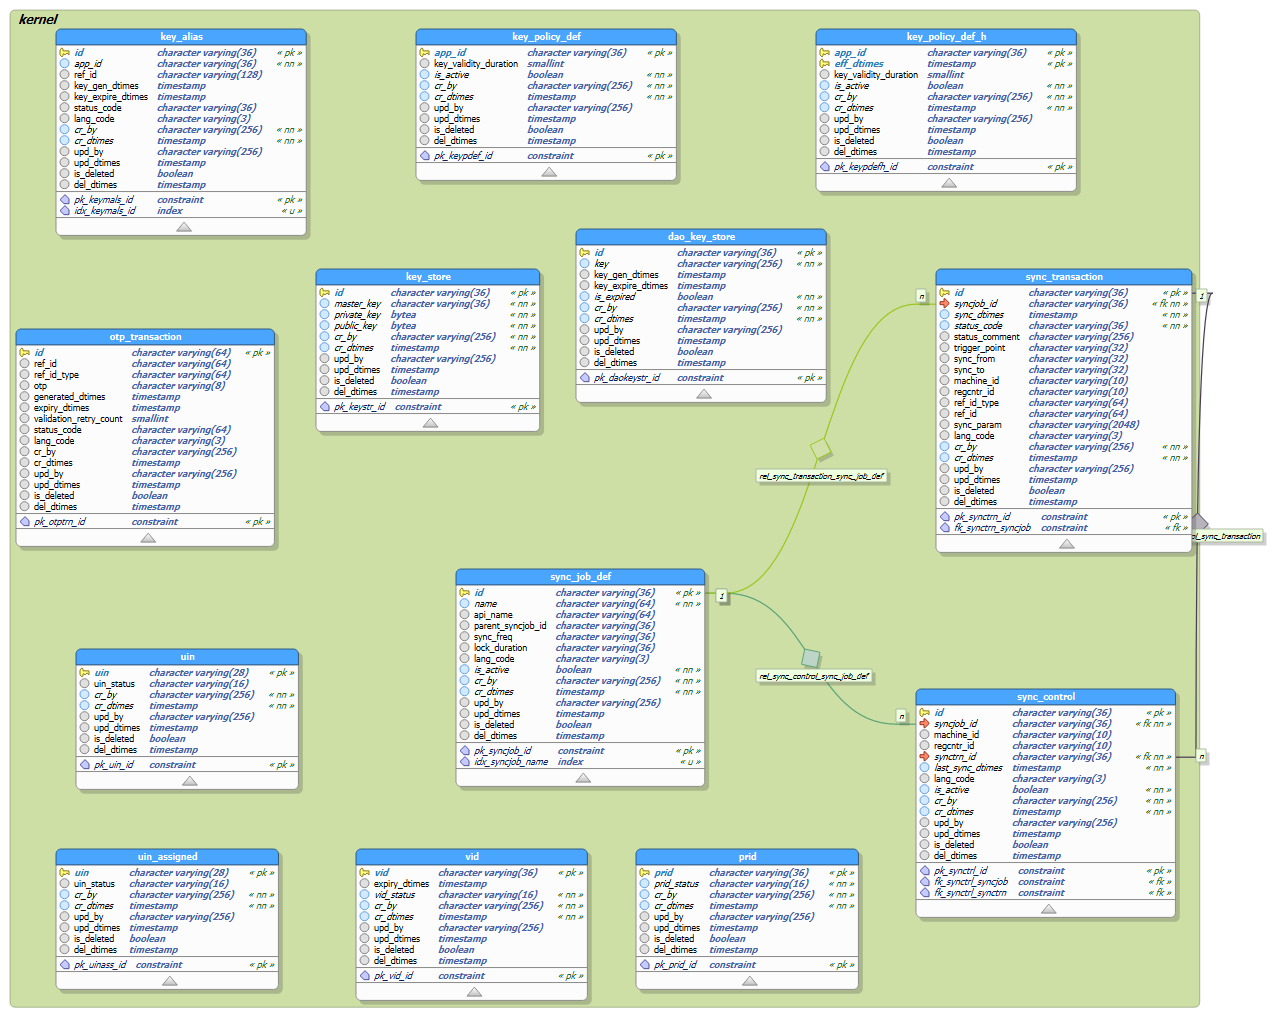 kernel
key_alias
id character varying(36) « pk »
app_id character varying(36) « nn »
ref_id character varying(128)
key_gen_dtimes timestamp
key_expire_dtimes timestamp
status_code character varying(36)
lang_code character varying(3)
cr_by character varying(256) « nn »
cr_dtimes timestamp « nn »
upd_by character varying(256)
upd_dtimes timestamp
is_deleted boolean
del_dtimes timestamp
pk_keymals_id constraint « pk »
idx_keymals_id index « u »
key_policy_def
app_id character varying(36) « pk »
key_validity_duration smallint
is_active boolean « nn »
cr_by character varying(256) « nn »
cr_dtimes timestamp « nn »
upd_by character varying(256)
upd_dtimes timestamp
is_deleted boolean
del_dtimes timestamp
pk_keypdef_id constraint « pk »
key_policy_def_h
app_id character varying(36) « pk »
eff_dtimes timestamp « pk »
key_validity_duration smallint
is_active boolean « nn »
cr_by character varying(256) « nn »
cr_dtimes timestamp « nn »
upd_by character varying(256)
upd_dtimes timestamp
is_deleted boolean
del_dtimes timestamp
pk_keypdefh_id constraint « pk »
dao_key_store
id character varying(36) « pk »
key character varying(256) « nn »
key_gen_dtimes timestamp
key_expire_dtimes timestamp
is_expired boolean « nn »
cr_by character varying(256) « nn »
cr_dtimes timestamp « nn »
upd_by character varying(256)
upd_dtimes timestamp
is_deleted boolean
del_dtimes timestamp
pk_daokeystr_id constraint « pk »
key_store
id character varying(36) « pk »
master_key character varying(36) « nn »
private_key bytea « nn »
public_key bytea « nn »
cr_by character varying(256) « nn »
cr_dtimes timestamp « nn »
upd_by character varying(256)
upd_dtimes timestamp
is_deleted boolean
del_dtimes timestamp
pk_keystr_id constraint « pk »
sync_transaction
id character varying(36) « pk »
syncjob_id character varying(36) « fk nn »
sync_dtimes timestamp « nn »
status_code character varying(36) « nn »
status_comment character varying(256)
trigger_point character varying(32)
sync_from character varying(32)
sync_to character varying(32)
machine_id character varying(10)
regcntr_id character varying(10)
ref_id_type character varying(64)
ref_id character varying(64)
sync_param character varying(2048)
lang_code character varying(3)
cr_by character varying(256) « nn »
cr_dtimes timestamp « nn »
upd_by character varying(256)
upd_dtimes timestamp
is_deleted boolean
del_dtimes timestamp
pk_synctrn_id constraint « pk »
fk_synctrn_syncjob constraint « fk »
n
1
otp_transaction
id character varying(64) « pk »
ref_id character varying(64)
ref_id_type character varying(64)
otp character varying(8)
generated_dtimes timestamp
expiry_dtimes timestamp
validation_retry_count smallint
status_code character varying(64)
lang_code character varying(3)
cr_by character varying(256)
cr_dtimes timestamp
upd_by character varying(256)
upd_dtimes timestamp
is_deleted boolean
del_dtimes timestamp
pk_otptrn_id constraint « pk »
rel_sync_transaction_sync_job_def
ol_sync_transaction
sync_job_def
id character varying(36) « pk »
name character varying(64) « nn »
api_name character varying(64)
parent_syncjob_id character varying(36)
sync_freq character varying(36)
lock_duration character varying(36)
lang_code character varying(3)
is_active boolean « nn »
cr_by character varying(256) « nn »
cr_dtimes timestamp « nn »
upd_by character varying(256)
upd_dtimes timestamp
is_deleted boolean
del_dtimes timestamp
pk_syncjob_id constraint « pk »
idx_syncjob_name index « u »
1
rel_sync_control_sync_job_def
n
n
uin
uin character varying(28) « pk »
uin_status character varying(16)
cr_by character varying(256) « nn »
cr_dtimes timestamp « nn »
upd_by character varying(256)
upd_dtimes timestamp
is_deleted boolean
del_dtimes timestamp
pk_uin_id constraint « pk »
sync_control
id character varying(36) « pk »
syncjob_id character varying(36) « fk nn »
machine_id character varying(10)
regcntr_id character varying(10)
synctrn_id character varying(36) « fk nn »
last_sync_dtimes timestamp « nn »
lang_code character varying(3)
is_active boolean « nn »
cr_by character varying(256) « nn »
cr_dtimes timestamp « nn »
upd_by character varying(256)
upd_dtimes timestamp
is_deleted boolean
del_dtimes timestamp
pk_synctrl_id constraint « pk »
fk_synctrl_syncjob constraint « fk »
fk_synctrl_synctrn constraint « fk »
uin_assigned
uin character varying(28) « pk »
uin_status character varying(16)
cr_by character varying(256) « nn »
cr_dtimes timestamp « nn »
upd_by character varying(256)
upd_dtimes timestamp
is_deleted boolean
del_dtimes timestamp
pk_uinass_id constraint « pk »
vid
vid character varying(36) « pk »
expiry_dtimes timestamp
vid_status character varying(16) « nn »
cr_by character varying(256) « nn »
cr_dtimes timestamp « nn »
upd_by character varying(256)
upd_dtimes timestamp
is_deleted boolean
del_dtimes timestamp
pk_vid_id constraint « pk »
prid
prid character varying(36) « pk »
prid_status character varying(16) « nn »
cr_by character varying(256) « nn »
cr_dtimes timestamp « nn »
upd_by character varying(256)
upd_dtimes timestamp
is_deleted boolean
del_dtimes timestamp
pk_prid_id constraint « pk »